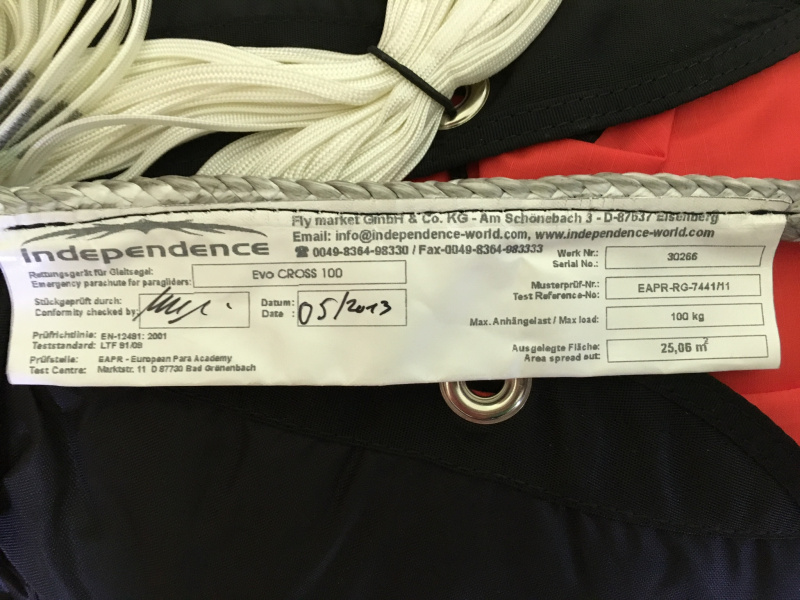 Fly market GmbH & Co. KG - Am Schönebach 3 - D-87637 Eisenberg
Email: info@independence-world.com, www.independence-world.com
independence
☎ 0049-8364-98330 / Fax-0049-8364-983333
Werk Nr.:
Serial No.:
30266
Rettungsgerät für Gleitsegel:
Emergency parachute for paragliders:
Evo CROSS 100
Musterprüf-Nr.:
Test Reference-No:
EAPR-RG-7441/11
Stückgeprüft durch:
Conformity checked by:
Datum:
Date :
05/2013
Max. Anhängelast / Max load:
100 kg
Prüfrichtlinie: EN-12491: 2001
Teststandard: LTF 91/09
Ausgelegte Fläche:
Area spread out:
25,06 m²
Prüfstelle: EAPR - European Para Academy
Test Centre: Marktstr. 11 D 87730 Bad Grönenbach